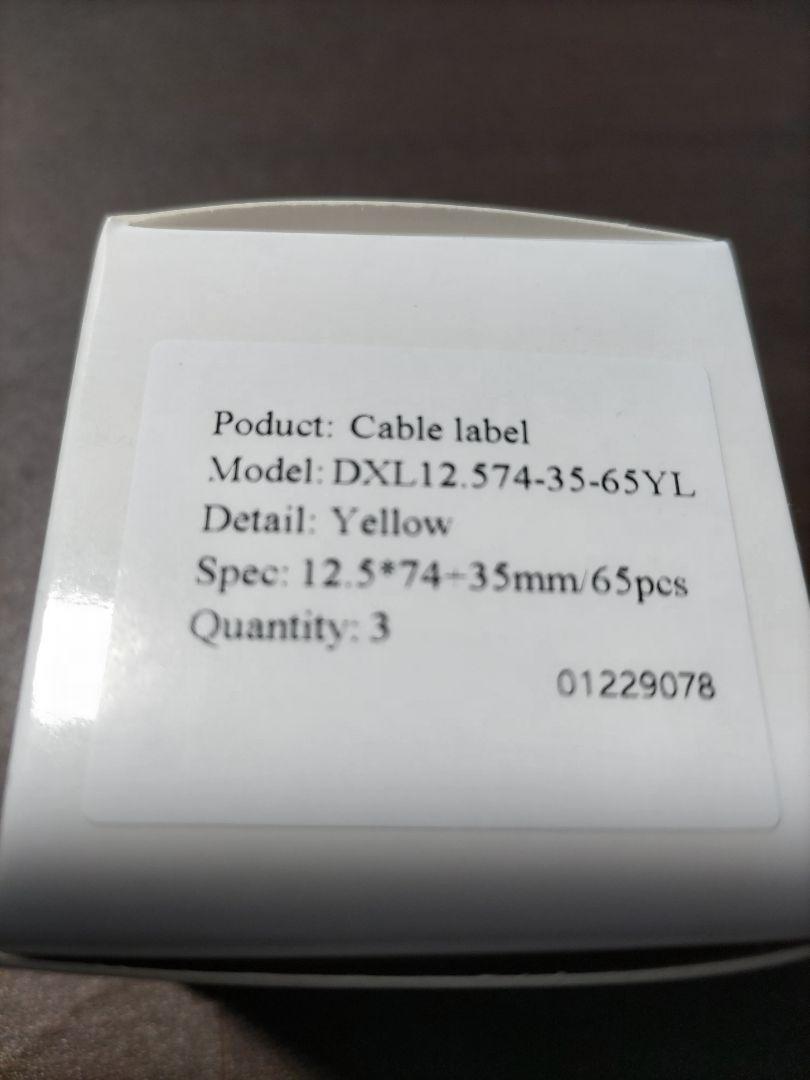 Poduct: Cable label
Model: DXL12.574-35-65YL
Detail: Yellow
Spec: 12.5*74+35mm/65pcs
Quantity: 3
01229078